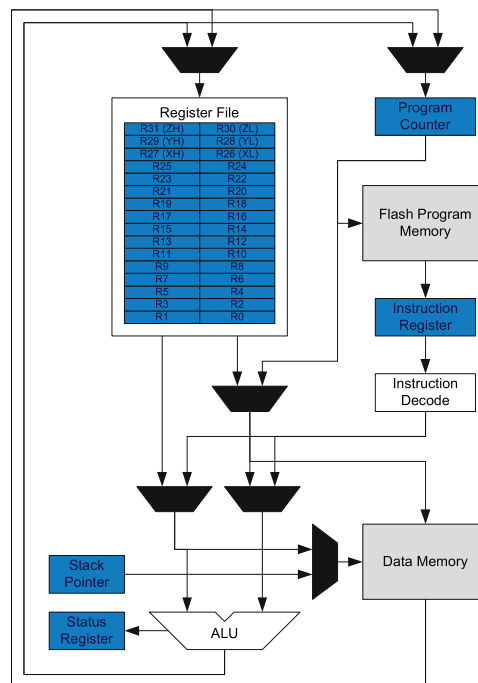 Register File
R31 (ZH) R30 (ZL)
R29 (YH) R28 (YL)
R27 (XH) R26 (XL)
R25 R24
R23 R22
R21 R20
R19 R18
R17 R16
R15 R14
R13 R12
R11 R10
R9 R8
R7 R6
R5 R4
R3 R2
R1 R0
Program
Counter
Flash Program
Memory
Instruction
Register
Instruction
Decode
Data Memory
Stack
Pointer
Status
Register
ALU